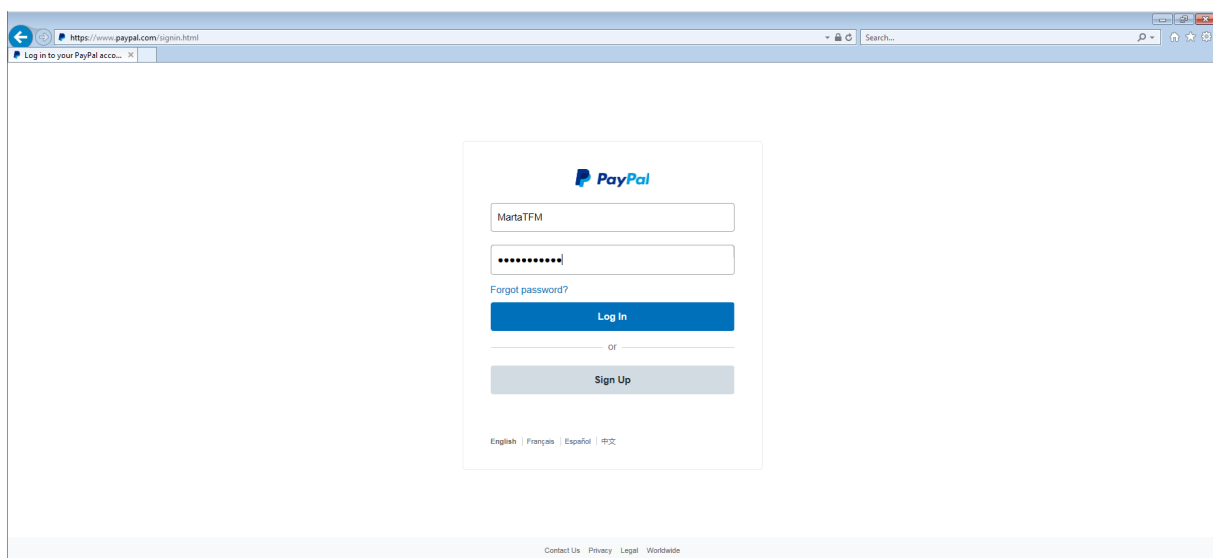 https://www.paypal.com/signin.html
Search...
Log in to your PayPal acco...
PayPal
MartaTFM
•••••••••••
Forgot password?
Log In
or
Sign Up
English | Français | Español | 中文
Contact Us Privacy Legal Worldwide